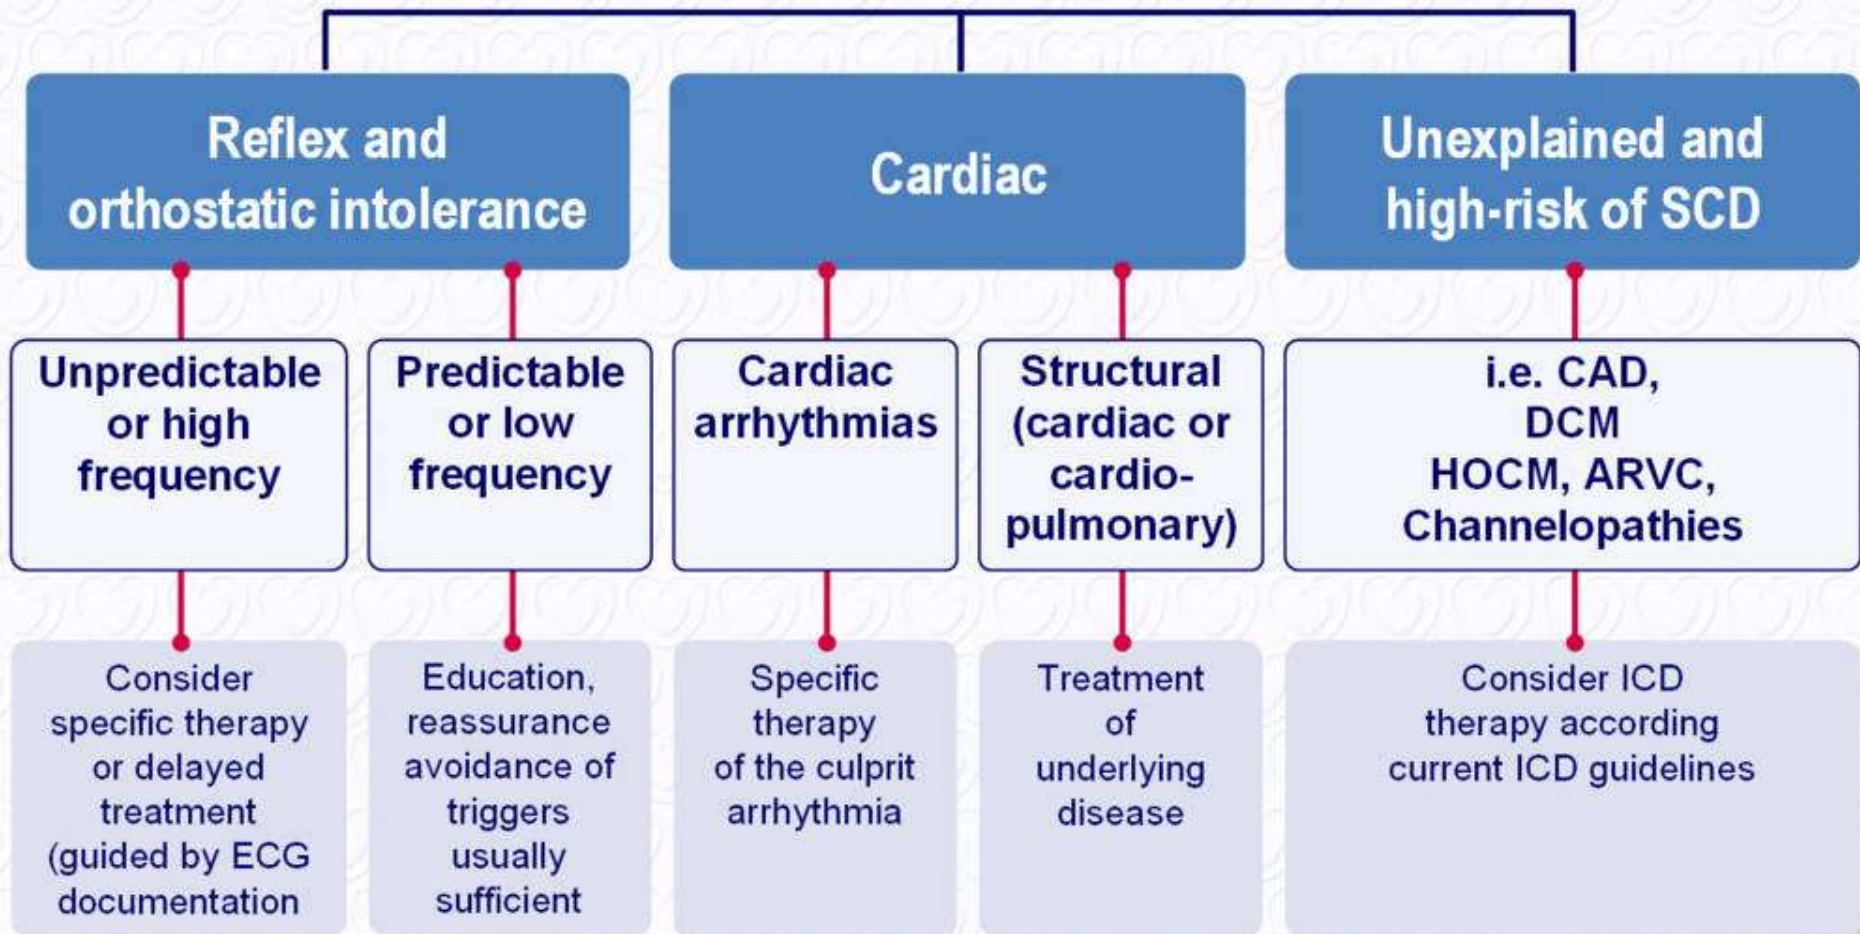 Reflex and
orthostatic intolerance
Cardiac
Unexplained and
high-risk of SCD
Unpredictable
or high
frequency
Predictable
or low
frequency
Cardiac
arrhythmias
Structural
(cardiac or
cardio-
pulmonary)
i.e. CAD,
DCM
HOCM, ARVC,
Channelopathies
Consider
specific therapy
or delayed
treatment
(guided by ECG
documentation
Education,
reassurance
avoidance of
triggers
usually
sufficient
Specific
therapy
of the culprit
arrhythmia
Treatment
of
underlying
disease
Consider ICD
therapy according
current ICD guidelines